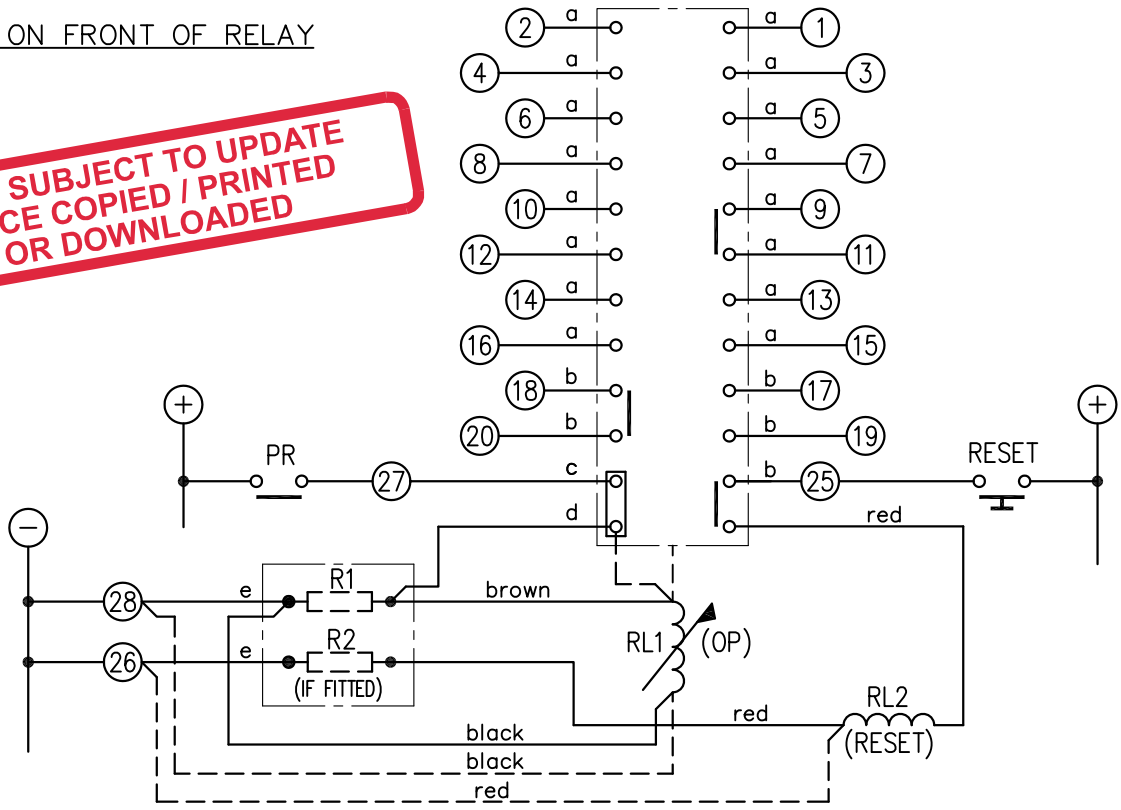 ON FRONT OF RELAY
SUBJECT TO UPDATE
CE COPIED / PRINTED
OR DOWNLOADED
2 a a 1
4 a a 3
6 a a 5
8 a a 7
10 a a 9
12 a a 11
14 a a 13
16 a a 15
18 b b 17
20 b b 19
+ +
PR 27 c b 25 RESET
d red
−
28 e R1 brown
26 e R2 RL1 (OP)
(IF FITTED)
red RL2
black (RESET)
black
red